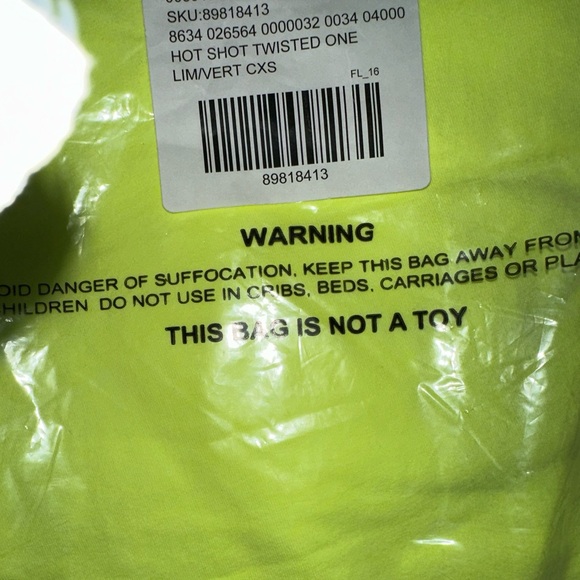 SKU:89818413
8634 026564 0000032 0034 04000
HOT SHOT TWISTED ONE
LIM/VERT CXS
FL_16
89818413
WARNING
OID DANGER OF SUFFOCATION, KEEP THIS BAG AWAY FROM
HILDREN DO NOT USE IN CRIBS, BEDS, CARRIAGES OR PLA
THIS BAG IS NOT A TOY